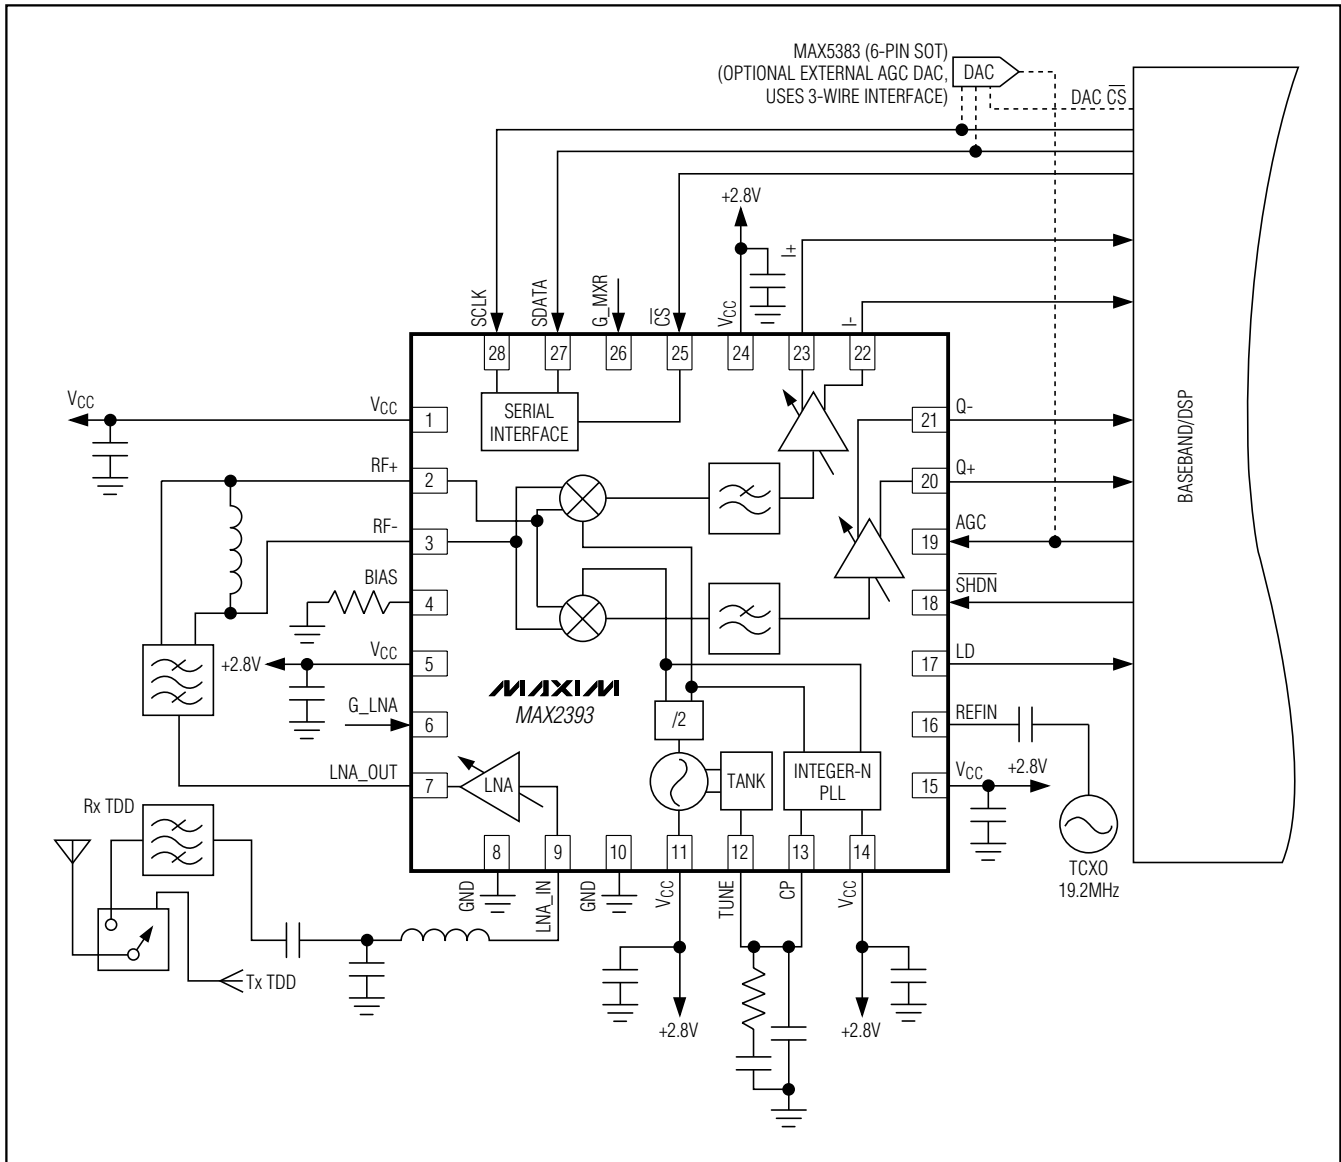 MAX5383 (6-PIN SOT)
(OPTIONAL EXTERNAL AGC DAC,
USES 3-WIRE INTERFACE)
DAC
DAC C̅S̅
BASEBAND/DSP
+2.8V
SCLK
SDATA
G_MXR
C̅S̅
VCC
I+
I-
28
27
26
25
24
23
22
VCC
VCC
1
SERIAL
INTERFACE
21
Q-
RF+
2
20
Q+
RF-
3
19
AGC
BIAS
4
18
S̅H̅D̅N̅
+2.8V
VCC
5
17
LD
MAXIM
MAX2393
G_LNA
6
/2
16
REFIN
LNA_OUT
7
LNA
TANK
INTEGER-N
PLL
15
VCC
+2.8V
Rx TDD
TCXO
19.2MHz
8
9
10
11
12
13
14
GND
LNA_IN
GND
VCC
TUNE
CP
VCC
Tx TDD
+2.8V
+2.8V